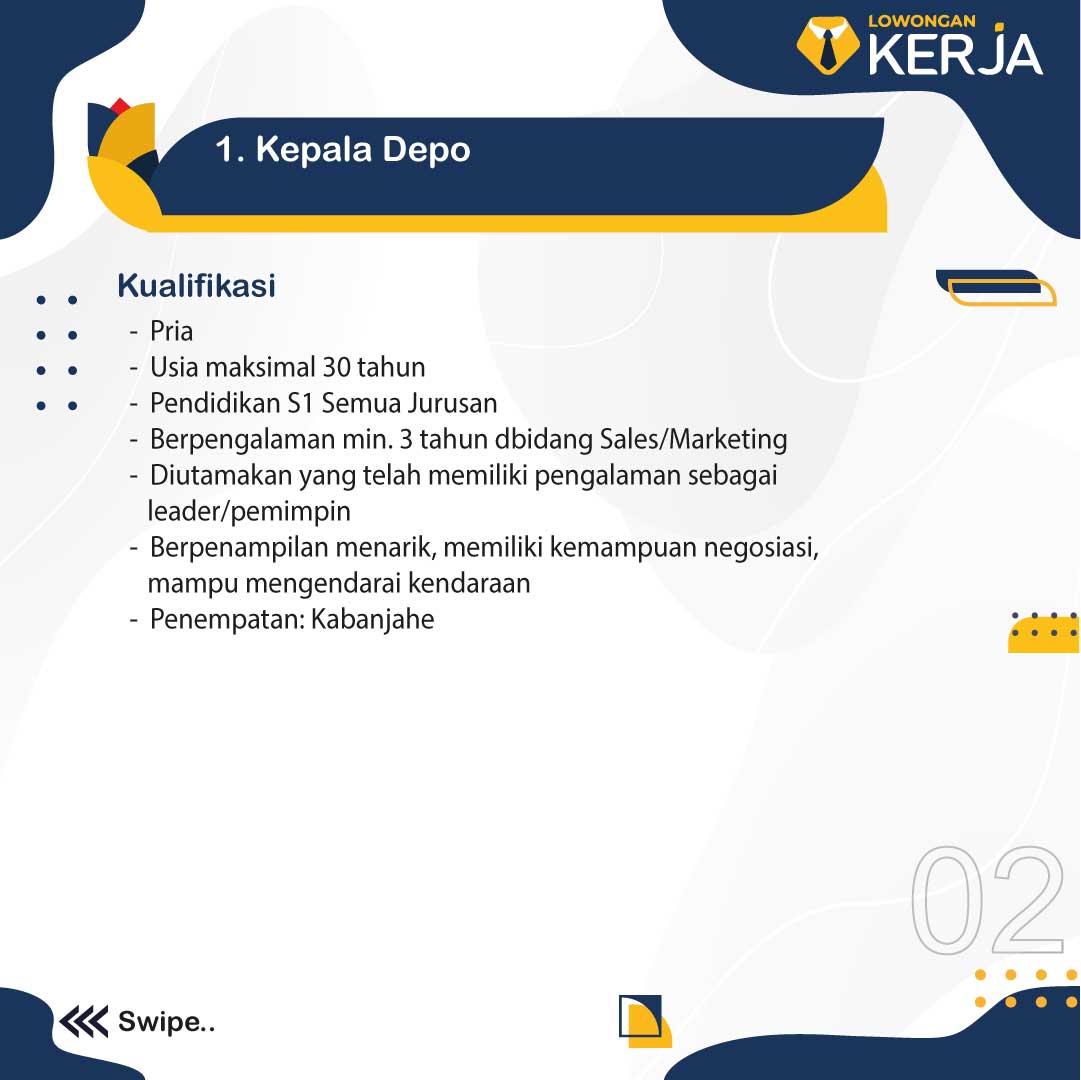 LOWONGAN
KERJA
1. Kepala Depo
Kualifikasi
- Pria
- Usia maksimal 30 tahun
- Pendidikan S1 Semua Jurusan
- Berpengalaman min. 3 tahun dbidang Sales/Marketing
- Diutamakan yang telah memiliki pengalaman sebagai
leader/pemimpin
- Berpenampilan menarik, memiliki kemampuan negosiasi,
mampu mengendarai kendaraan
- Penempatan: Kabanjahe
02
Swipe..